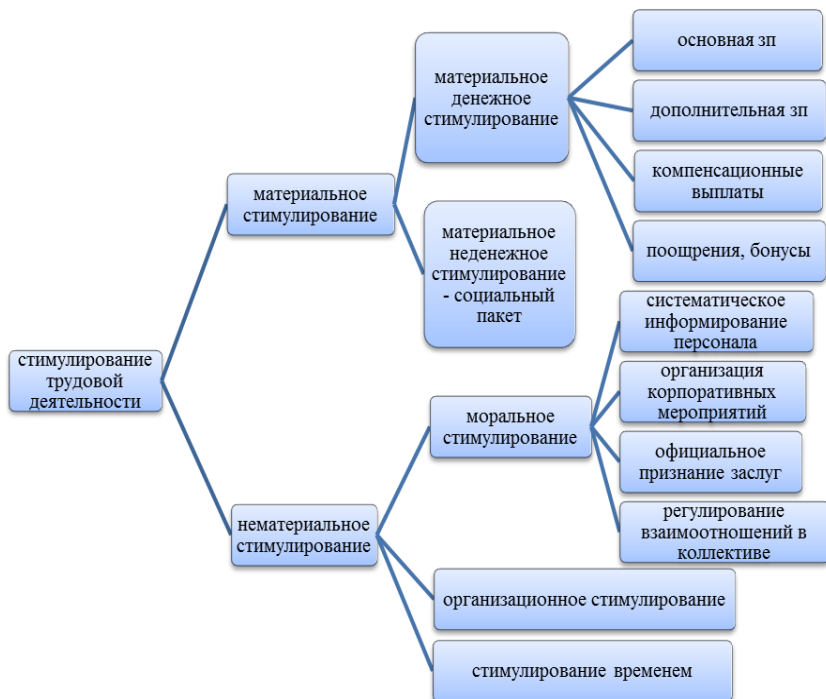 стимулирование
трудовой
деятельности
материальное
стимулирование
материальное
денежное
стимулирование
основная зп
дополнительная зп
компенсационные
выплаты
поощрения, бонусы
материальное
неденежное
стимулирование
- социальный
пакет
нематериальное
стимулирование
моральное
стимулирование
систематическое
информирование
персонала
организация
корпоративных
мероприятий
официальное
признание заслуг
регулирование
взаимоотношений в
коллективе
организационное стимулирование
стимулирование временем